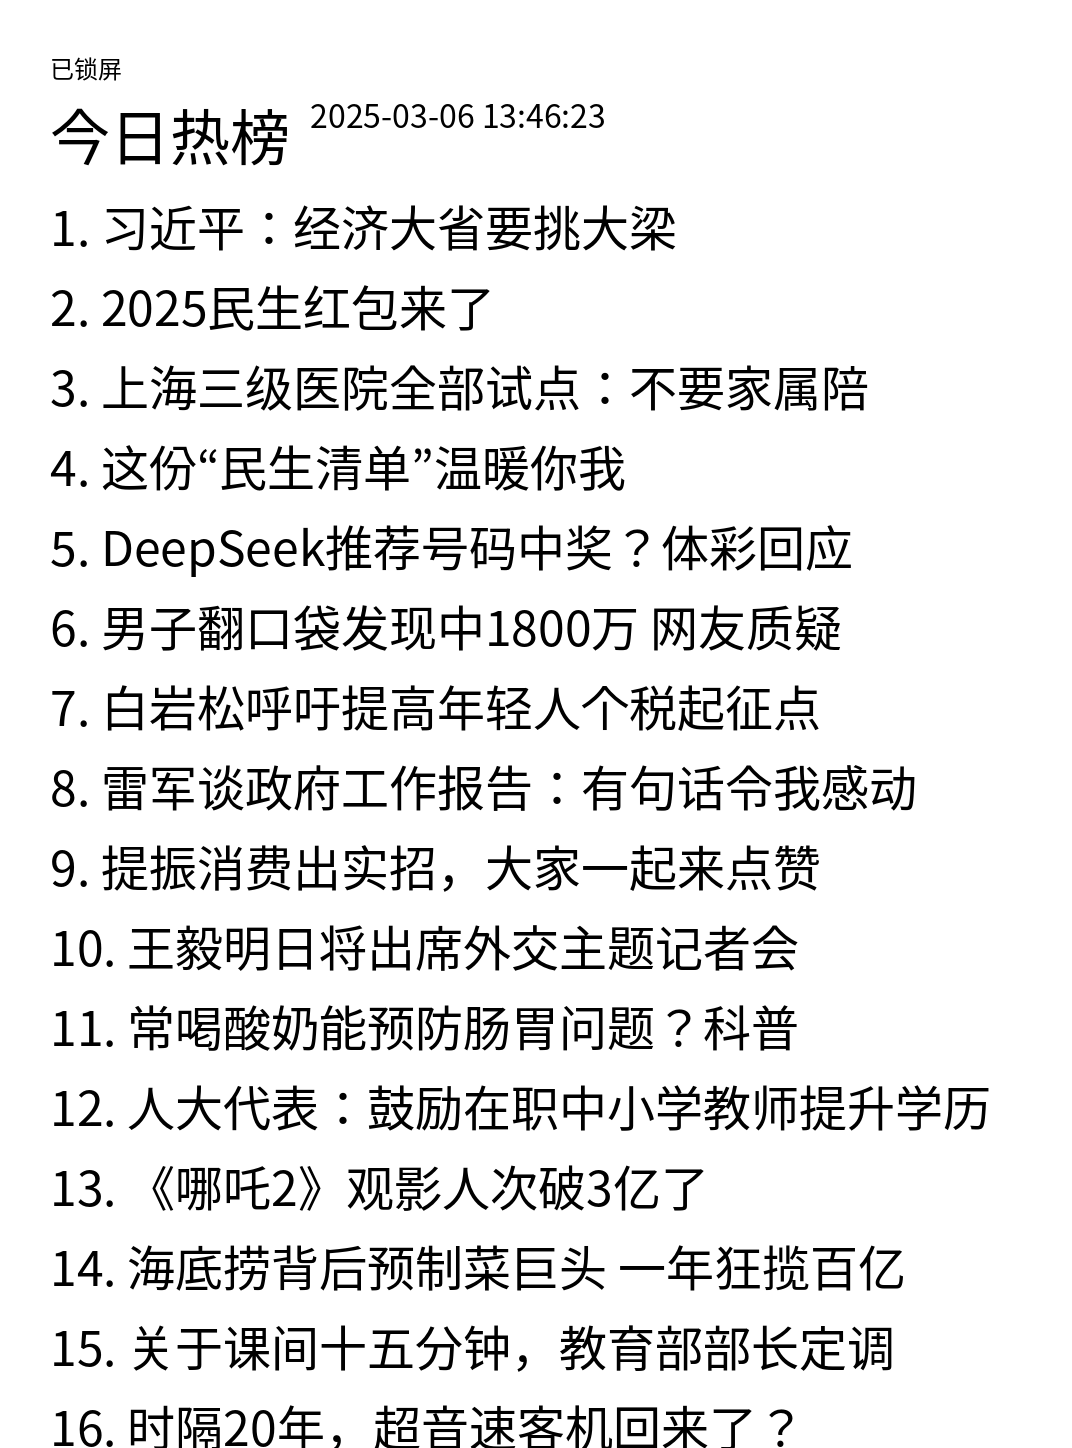 已锁屏
今日热榜 2025-03-06 13:46:23
1. 习近平：经济大省要挑大梁
2. 2025民生红包来了
3. 上海三级医院全部试点：不要家属陪
4. 这份“民生清单”温暖你我
5. DeepSeek推荐号码中奖？体彩回应
6. 男子翻口袋发现中1800万 网友质疑
7. 白岩松呼吁提高年轻人个税起征点
8. 雷军谈政府工作报告：有句话令我感动
9. 提振消费出实招，大家一起来点赞
10. 王毅明日将出席外交主题记者会
11. 常喝酸奶能预防肠胃问题？科普
12. 人大代表：鼓励在职中小学教师提升学历
13. 《哪吒2》观影人次破3亿了
14. 海底捞背后预制菜巨头 一年狂揽百亿
15. 关于课间十五分钟，教育部部长定调
16. 时隔20年，超音速客机回来了？